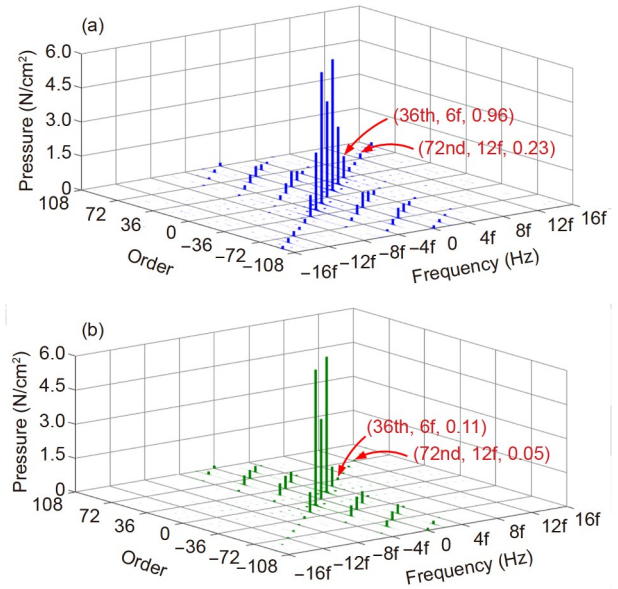 (a)
6.0
4.5
3.0
1.5
0
Pressure (N/cm²)
(36th, 6f, 0.96)
(72nd, 12f, 0.23)
108
72
36
0
−36
−72
−108
Order
−16f
−12f
−8f
−4f
0
4f
8f
12f
16f
Frequency (Hz)
(b)
6.0
4.5
3.0
1.5
0
Pressure (N/cm²)
(36th, 6f, 0.11)
(72nd, 12f, 0.05)
108
72
36
0
−36
−72
−108
Order
−16f
−12f
−8f
−4f
0
4f
8f
12f
16f
Frequency (Hz)